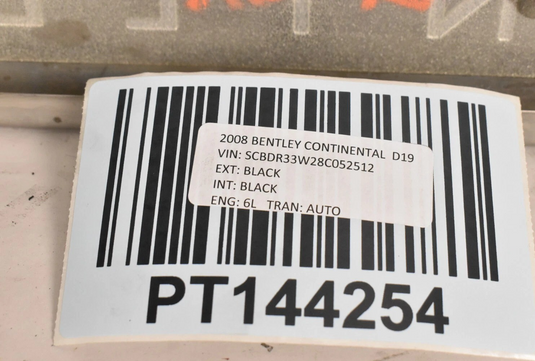 2008 BENTLEY CONTINENTAL D19
VIN: SCBDR33W28C052512
EXT: BLACK
INT: BLACK
ENG: 6L TRAN: AUTO
PT144254